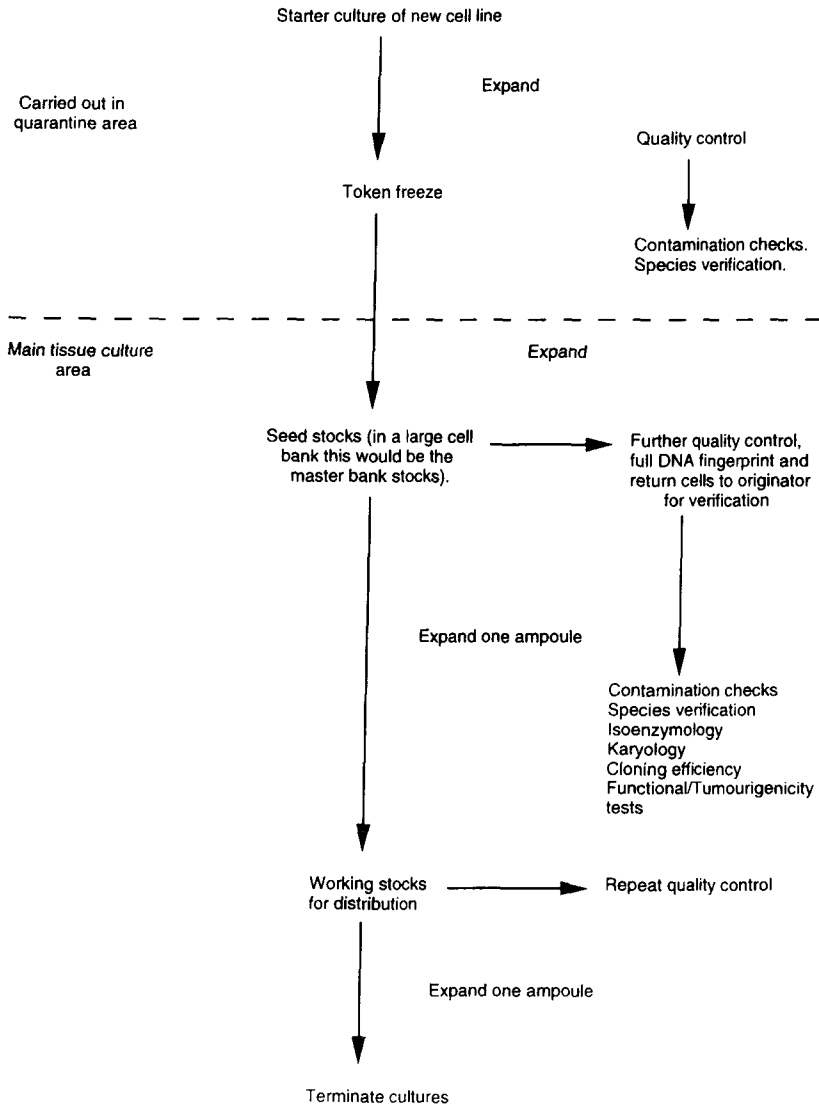 Starter culture of new cell line
Expand
Carried out in
quarantine area
Quality control
Token freeze
Contamination checks.
Species verification.
Main tissue culture
area
Expand
Seed stocks (in a large cell
bank this would be the
master bank stocks).
Further quality control,
full DNA fingerprint and
return cells to originator
for verification
Expand one ampoule
Contamination checks
Species verification
Isoenzymology
Karyology
Cloning efficiency
Functional/Tumourigenicity
tests
Working stocks
for distribution
Repeat quality control
Expand one ampoule
Terminate cultures